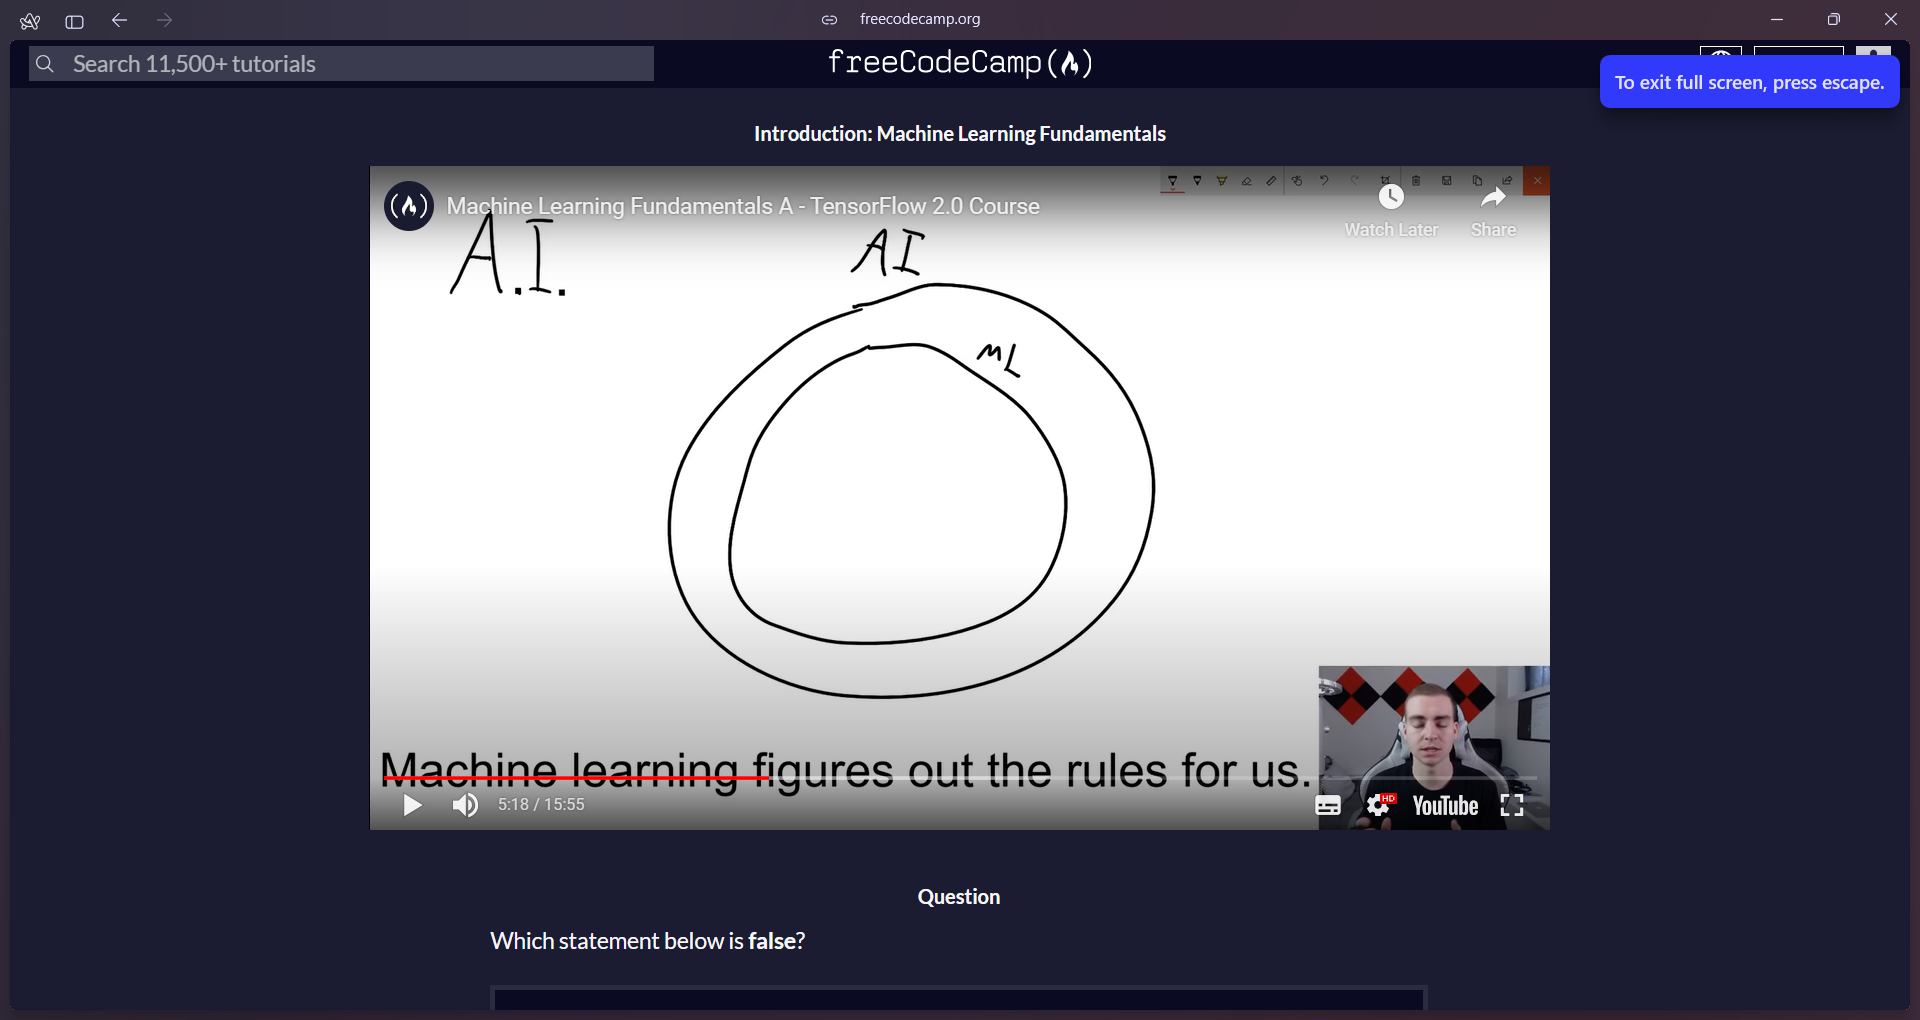 freecodecamp.org
Search 11,500+ tutorials
freeCodeCamp
To exit full screen, press escape.
Introduction: Machine Learning Fundamentals
Machine Learning Fundamentals A - TensorFlow 2.0 Course
Watch Later
Share
A.I.
AI
ML
Machine learning figures out the rules for us.
5:18 / 15:55
HD
YouTube
Question
Which statement below is false?